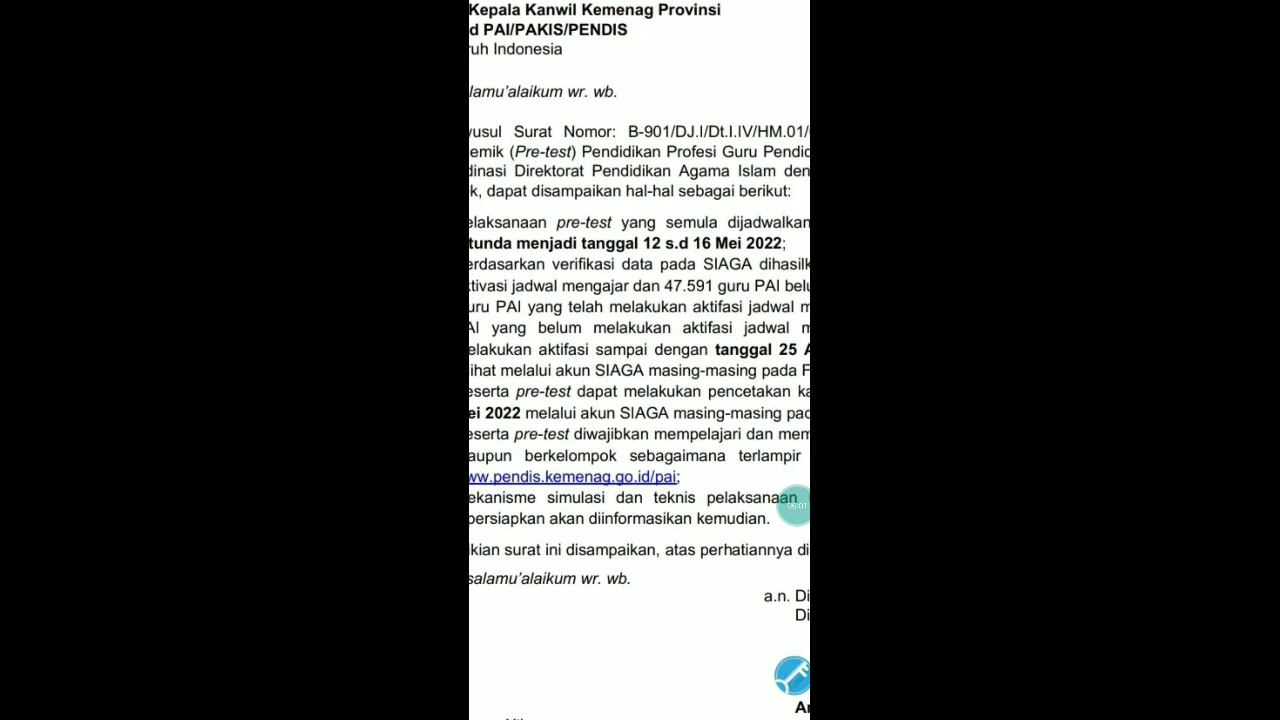 Kepala Kanwil Kemenag Provinsi
d PAI/PAKIS/PENDIS
ruh Indonesia
lamu'alaikum wr. wb.
yusul Surat Nomor: B-901/DJ.I/Dt.I.IV/HM.01/
emik (Pre-test) Pendidikan Profesi Guru Pendid
dinasi Direktorat Pendidikan Agama Islam den
k, dapat disampaikan hal-hal sebagai berikut:
elaksanaan pre-test yang semula dijadwalkan
tunda menjadi tanggal 12 s.d 16 Mei 2022;
erdasarkan verifikasi data pada SIAGA dihasilk
ktivasi jadwal mengajar dan 47.591 guru PAI belu
uru PAI yang telah melakukan aktifasi jadwal m
AI yang belum melakukan aktifasi jadwal m
elakukan aktifasi sampai dengan tanggal 25 A
ihat melalui akun SIAGA masing-masing pada F
eserta pre-test dapat melakukan pencetakan ka
ei 2022 melalui akun SIAGA masing-masing pad
eserta pre-test diwajibkan mempelajari dan mem
aupun berkelompok sebagaimana terlampir
ww.pendis.kemenag.go.id/pai;
ekanisme simulasi dan teknis pelaksanaan
persiapkan akan diinformasikan kemudian.
kian surat ini disampaikan, atas perhatiannya di
salamu'alaikum wr. wb.
a.n. Di
Di
Ar